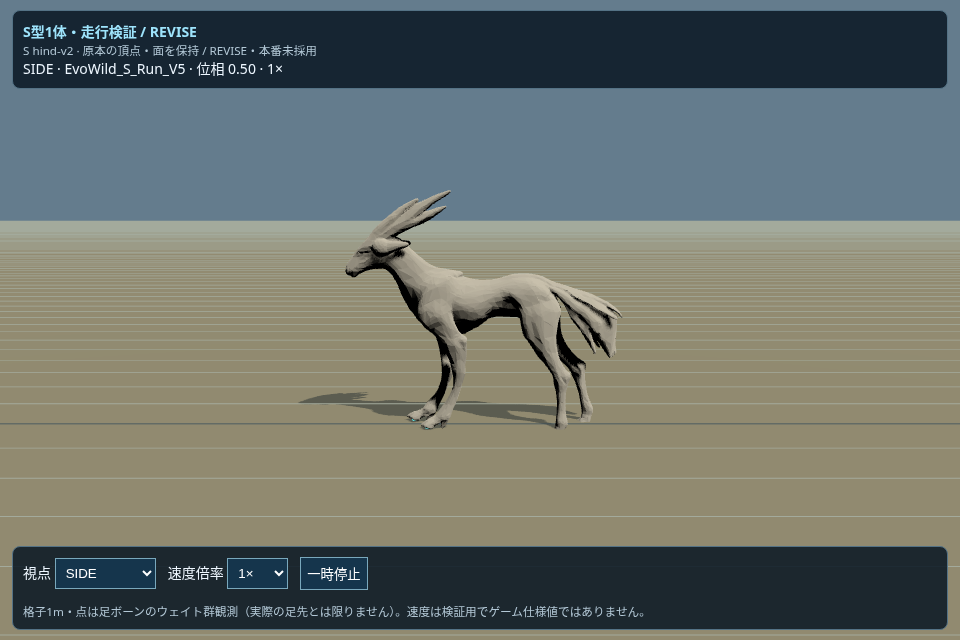 S型1体・走行検証 / REVISE
S hind-v2 · 原本の頂点・面を保持 / REVISE・本番未採用
SIDE · EvoWild_S_Run_V5 · 位相 0.50 · 1×
視点 SIDE 速度倍率 1× 一時停止
格子1m・点は足ボーンのウェイト群観測（実際の足先とは限りません）。速度は検証用でゲーム仕様値ではありません。